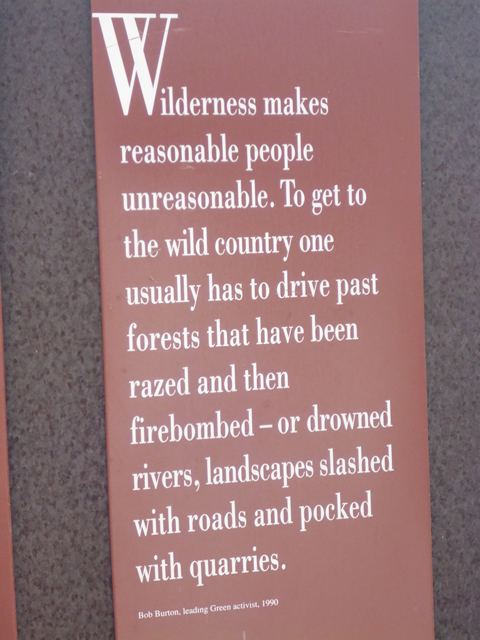 Wilderness makes
reasonable people
unreasonable. To get to
the wild country one
usually has to drive past
forests that have been
razed and then
firebombed – or drowned
rivers, landscapes slashed
with roads and pocked
with quarries.
Bob Burton, leading Green activist, 1990